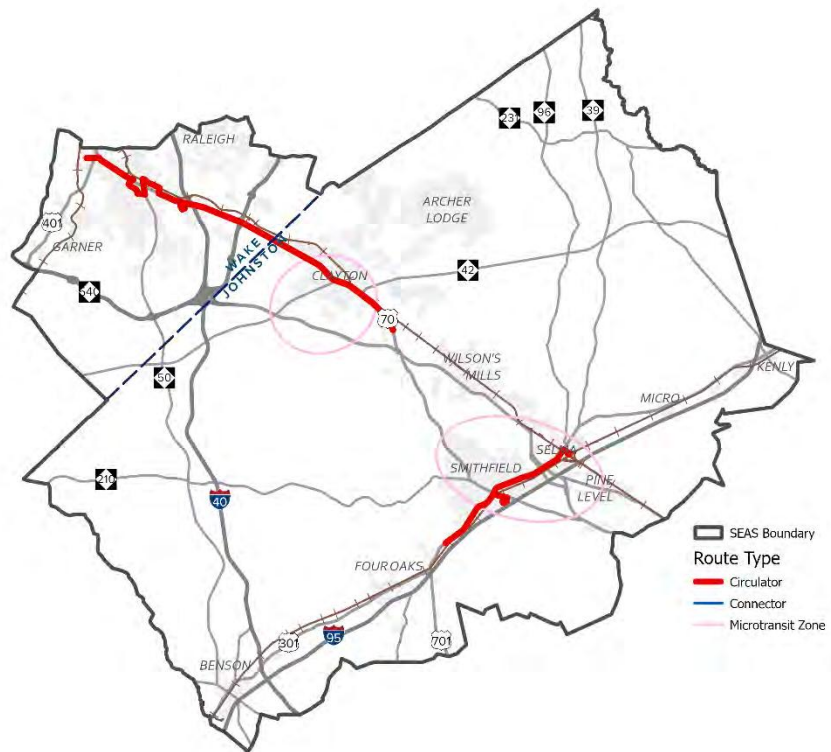 231
96
39
RALEIGH
ARCHER
LODGE
401
GARNER
WAKE
JOHNSTON
CLAYTON
42
540
70
50
WILSON'S
MILLS
KENLY
MICRO
SELMA
SMITHFIELD
PINE
LEVEL
210
40
SEAS Boundary
Route Type
Circulator
Connector
Microtransit Zone
FOUR OAKS
301
95
701
BENSON